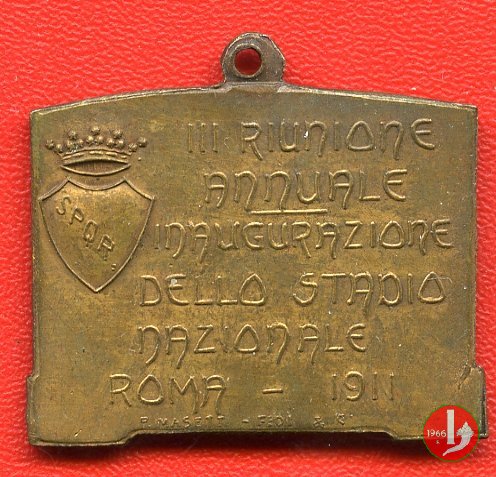 III RIUNIONE
ANNUALE
S.P.Q.R.
INAUGURAZIONE
DELLO STADIO
NAZIONALE
ROMA - 1911
1966